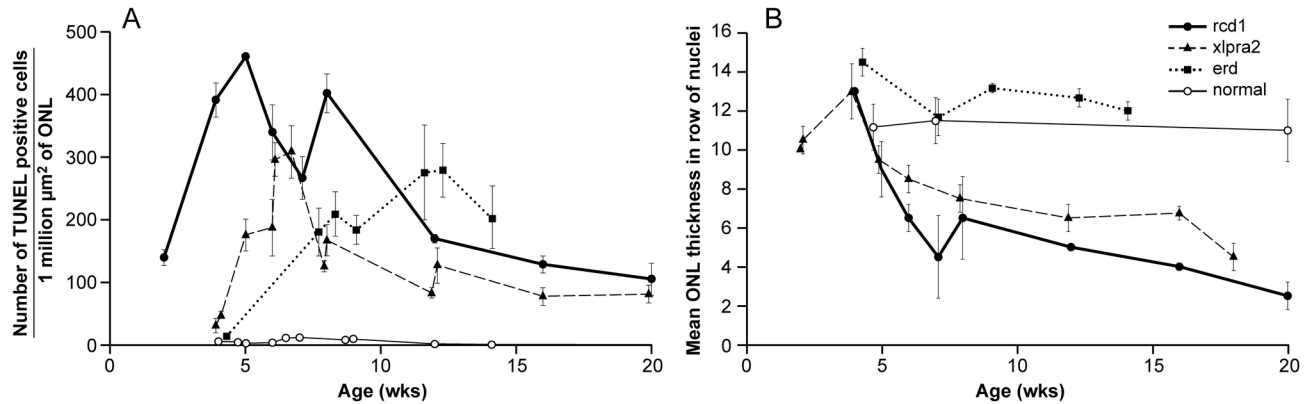 A
Number of TUNEL positive cells
1 million µm² of ONL
500
400
300
200
100
0
0
5
10
15
20
Age (wks)
B
Mean ONL thickness in row of nuclei
16
14
12
10
8
6
4
2
0
0
5
10
15
20
Age (wks)
rcd1
xlpra2
erd
normal